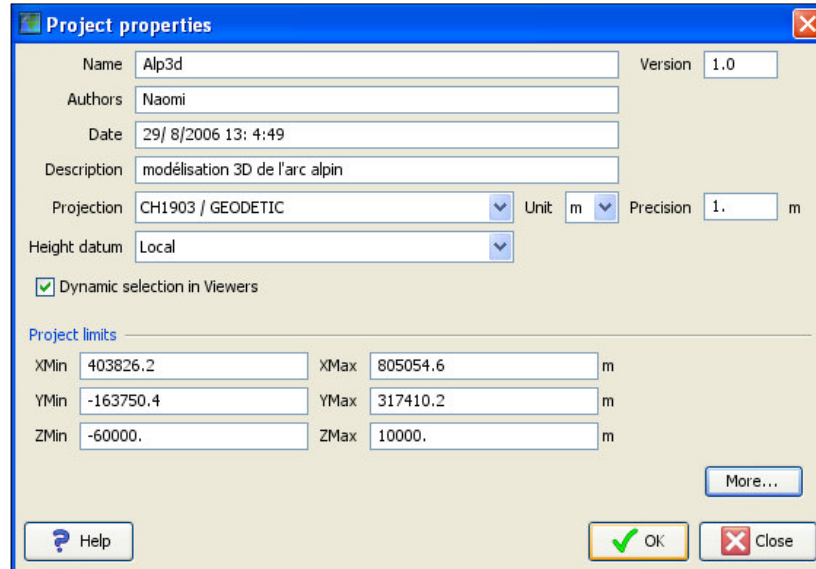 Project properties
Name Alp3d Version 1.0
Authors Naomi
Date 29/ 8/2006 13: 4:49
Description modélisation 3D de l'arc alpin
Projection CH1903 / GEODETIC Unit m Precision 1. m
Height datum Local
Dynamic selection in Viewers
Project limits
XMin 403826.2 XMax 805054.6 m
YMin -163750.4 YMax 317410.2 m
ZMin -60000. ZMax 10000. m
More...
? Help OK Close